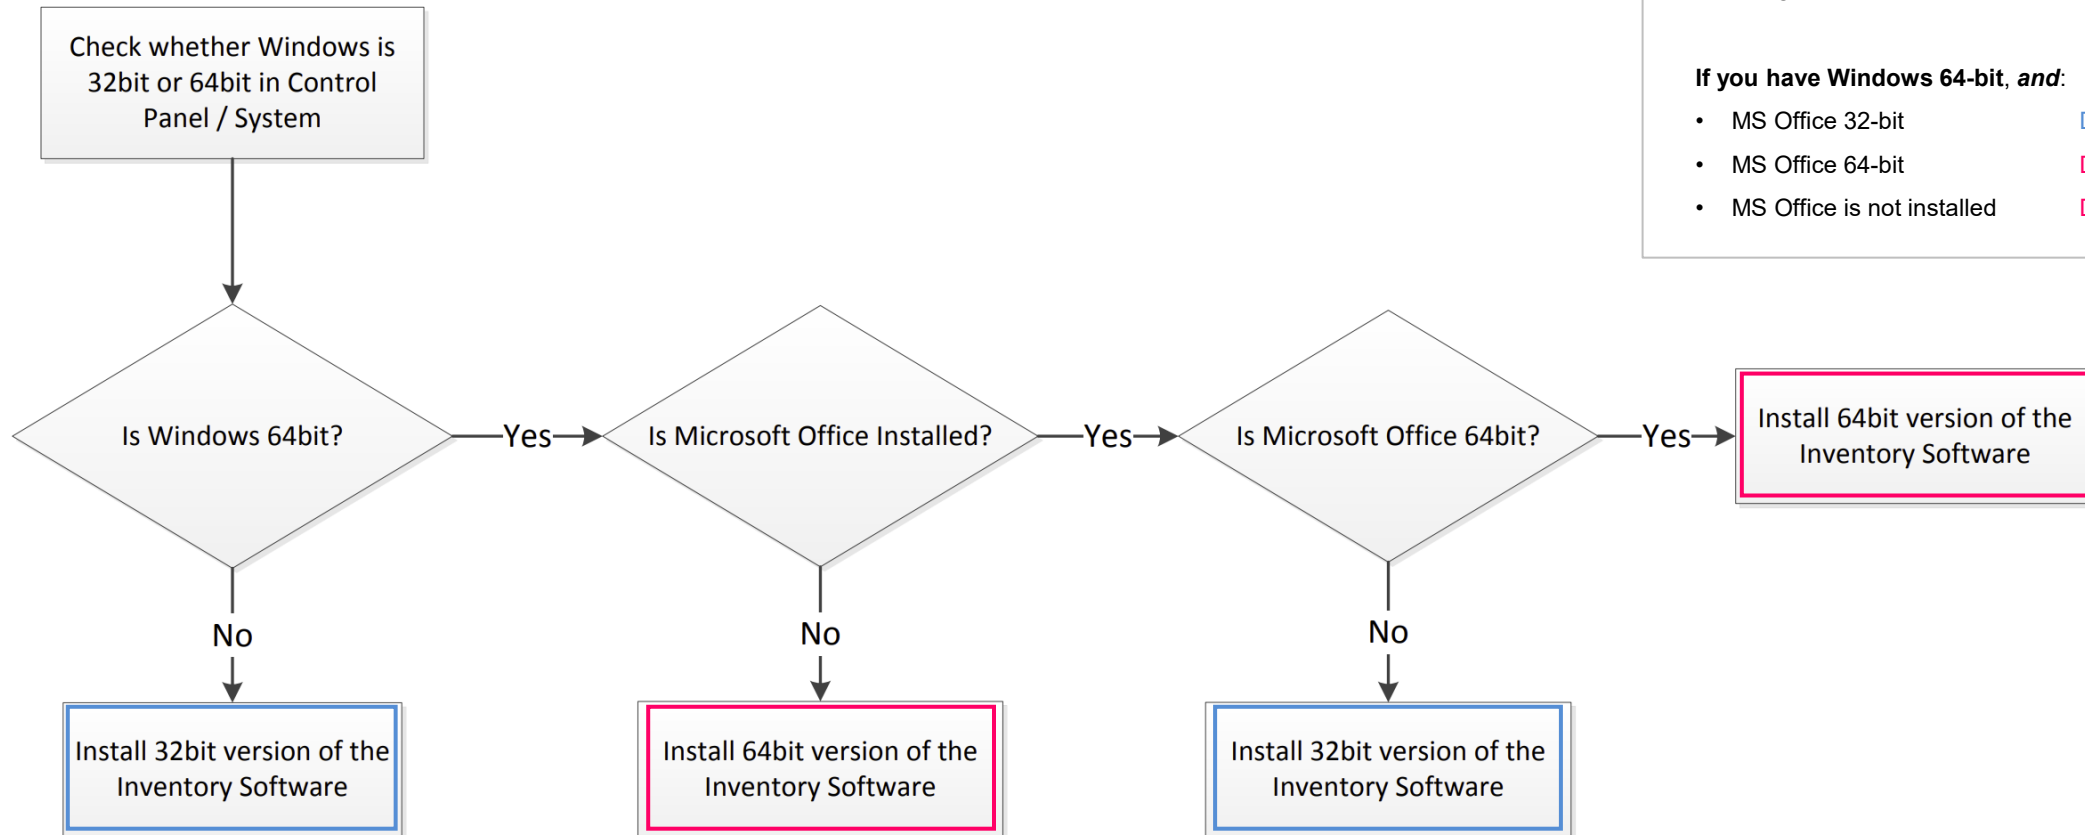 Check whether Windows is
32bit or 64bit in Control
Panel / System
If you have Windows 64-bit, and:
• MS Office 32-bit
• MS Office 64-bit
• MS Office is not installed
Is Windows 64bit?
Yes
Is Microsoft Office Installed?
Yes
Is Microsoft Office 64bit?
Yes
Install 64bit version of the
Inventory Software
No
No
No
Install 32bit version of the
Inventory Software
Install 64bit version of the
Inventory Software
Install 32bit version of the
Inventory Software